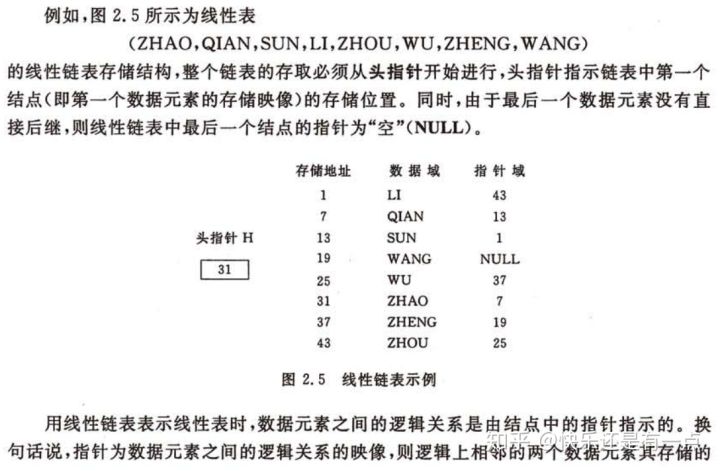 例如,图 2.5 所示为线性表
(ZHAO,QIAN,SUN,LI,ZHOU,WU,ZHENG,WANG)
的线性链表存储结构,整个链表的存取必须从头指针开始进行,头指针指示链表中第一个
结点(即第一个数据元素的存储映像)的存储位置。同时,由于最后一个数据元素没有直
接后继,则线性链表中最后一个结点的指针为“空”(NULL)。
存储地址 数据域 指针域
1 LI 43
7 QIAN 13
头指针 H 13 SUN 1
19 WANG NULL
31
25 WU 37
31 ZHAO 7
37 ZHENG 19
43 ZHOU 25
图 2.5 线性链表示例
用线性链表表示线性表时,数据元素之间的逻辑关系是由结点中的指针指示的。换
句话说,指针为数据元素之间的逻辑关系的映像,则逻辑上相邻的两个数据元素其存储的
知乎 @快乐还是有一点